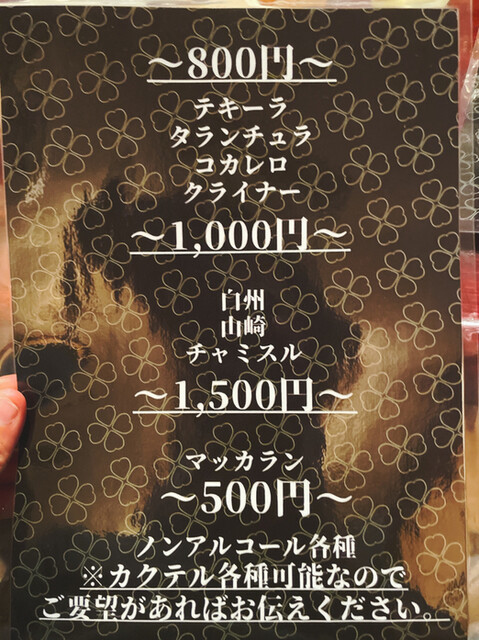 ～800円～
テキーラ
タランチュラ
コカレロ
クライナー
～1,000円～
白州
山崎
チャミスル
～1,500円～
マッカラン
～500円～
ノンアルコール各種
※カクテル各種可能なので
ご要望があればお伝えください。